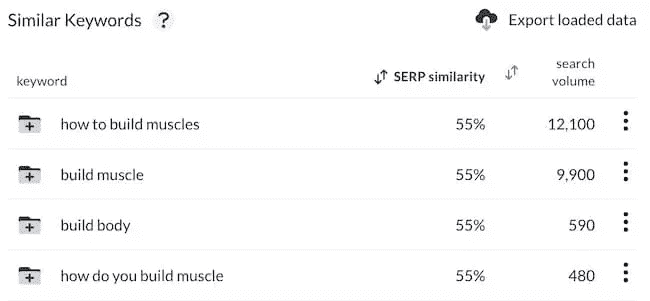 Similar Keywords ? Export loaded data
keyword SERP similarity search volume
how to build muscles 55% 12,100
build muscle 55% 9,900
build body 55% 590
how do you build muscle 55% 480